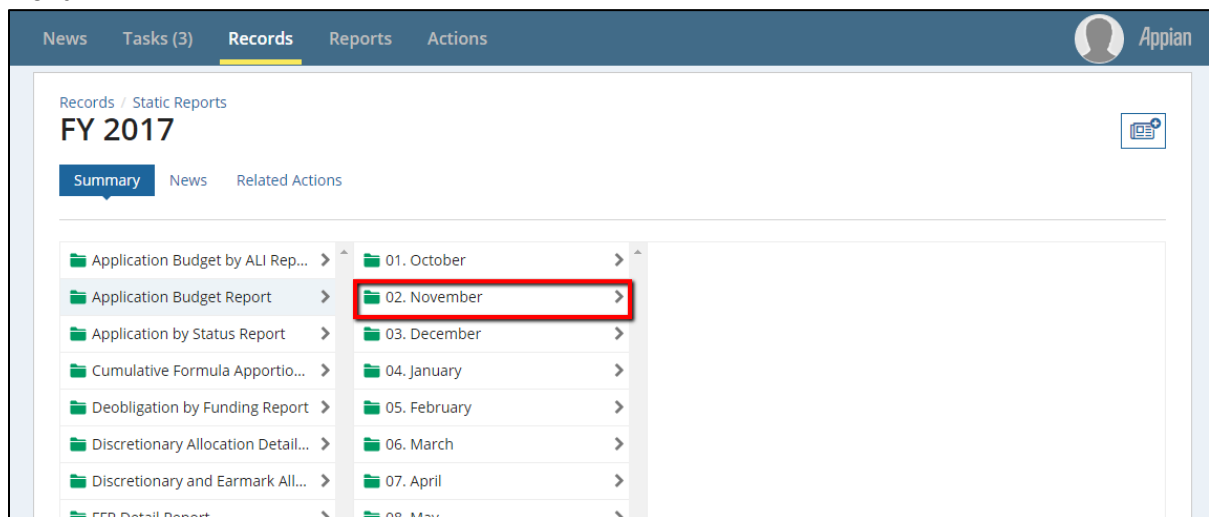 News Tasks (3) Records Reports Actions Appian
Records / Static Reports
FY 2017
Summary News Related Actions
Application Budget by ALI Rep... 01. October
Application Budget Report 02. November
Application by Status Report 03. December
Cumulative Formula Apportio... 04. January
Deobligation by Funding Report 05. February
Discretionary Allocation Detail... 06. March
Discretionary and Earmark All... 07. April
08. May